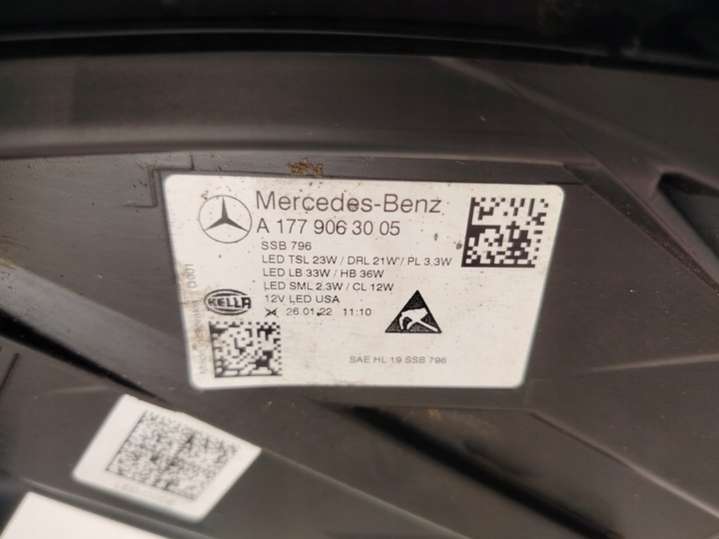 Mercedes-Benz
A 177 906 30 05
SSB 796
LED TSL 23W / DRL 21W / PL 3.3W
LED LB 33W / HB 36W
LED SML 2.3W / CL 12W
12V LED USA
HELLA
26.01.22 11:10
SAE HL 19 SSB 796